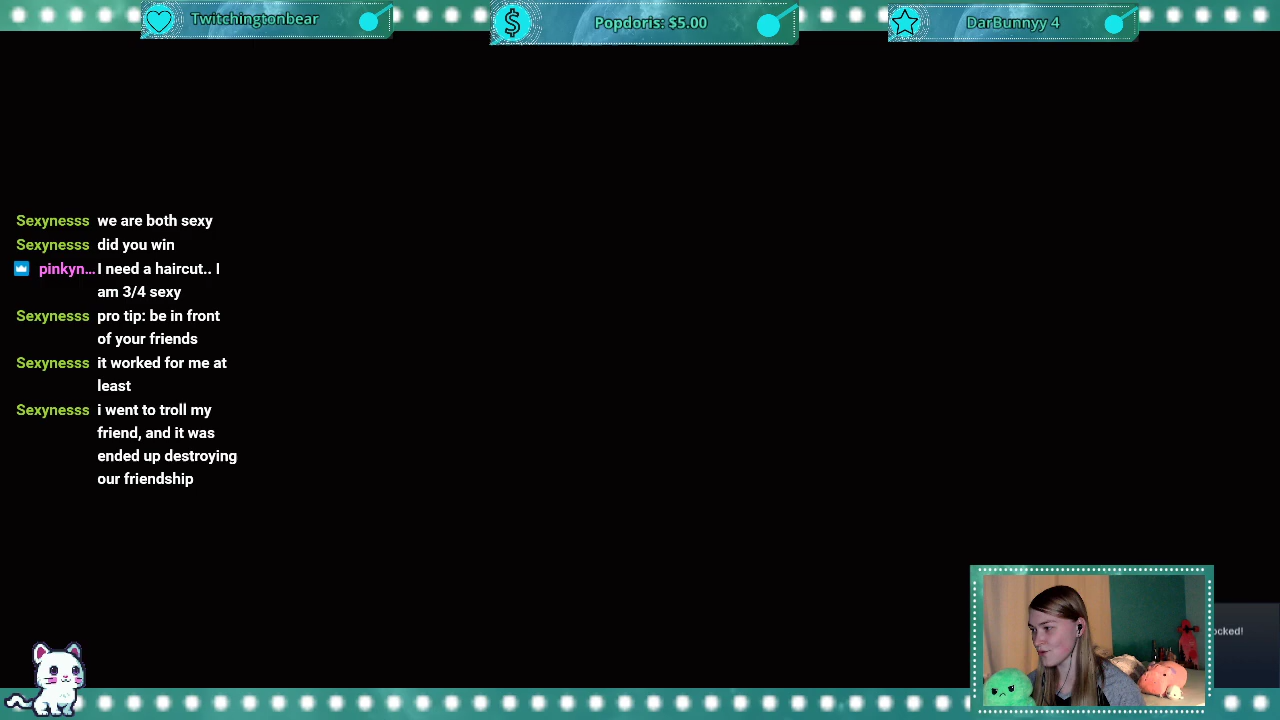 Twitchingtonbear
$
Popdoris: $5.00
DarBunnyy 4
Sexynesss we are both sexy
Sexynesss did you win
pinkyn… I need a haircut.. I
am 3/4 sexy
Sexynesss pro tip: be in front
of your friends
Sexynesss it worked for me at
least
Sexynesss i went to troll my
friend, and it was
ended up destroying
our friendship
ocked!